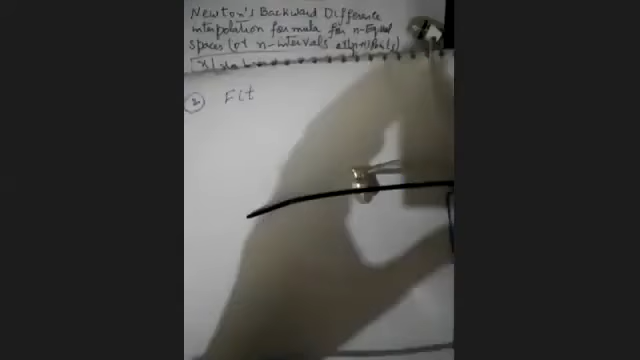 Newton's Backward Difference
interpolation formula for n-Equal
spaces (or n-intervals
② Fit